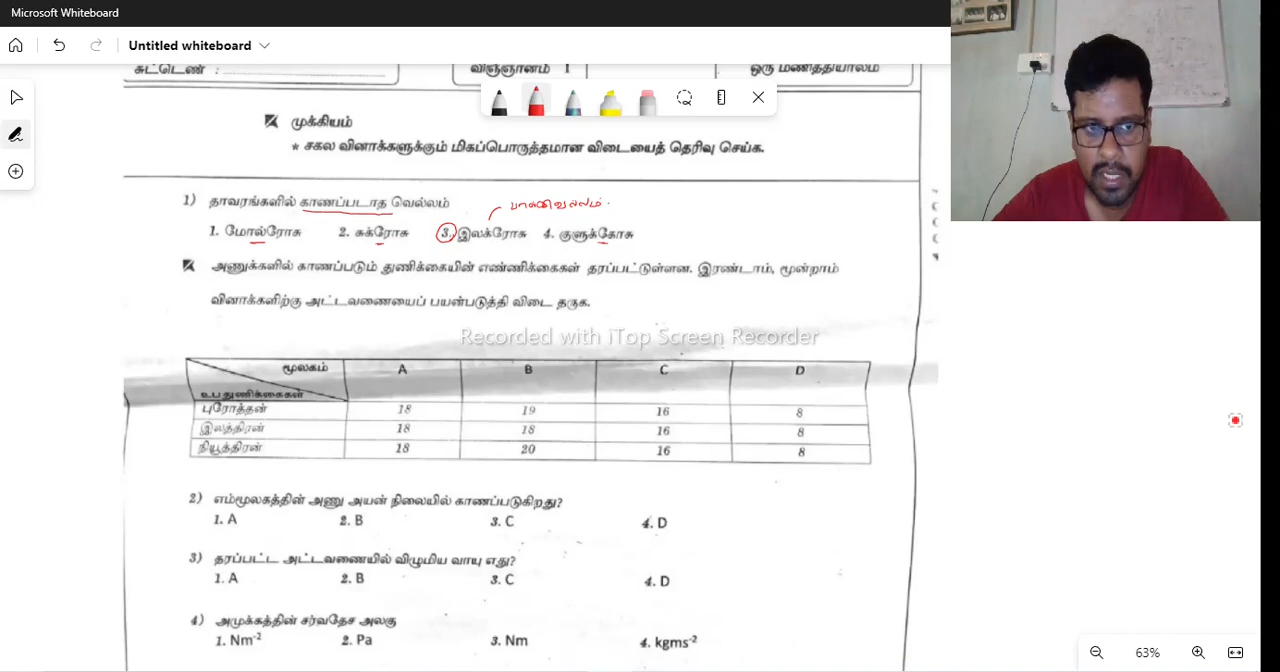 Microsoft Whiteboard
Untitled whiteboard
சுட்டெண் :
விஞ்ஞானம் I
ஒரு மணித்தியாலம்
முக்கியம்
* சகல வினாக்களுக்கும் மிகப்பொருத்தமான விடையைத் தெரிவு செய்க.
1) தாவரங்களில் காணப்படாத வெல்லம்
1. மோல்ரோசு 2. சுக்ரோசு 3. இலக்ரோசு 4. குளுக்கோசு
அணுக்களில் காணப்படும் துணிக்கையின் எண்ணிக்கைகள் தரப்பட்டுள்ளன. இரண்டாம், மூன்றாம்
வினாக்களிற்கு அட்டவணையைப் பயன்படுத்தி விடை தருக.
Recorded with iTop Screen Recorder
மூலகம் A B C D
உபதுணிக்கைகள்
புரோத்தன் 18 19 16 8
இலத்திரன் 18 18 16 8
நியூத்திரன் 18 20 16 8
2) எம்மூலகத்தின் அணு அயன் நிலையில் காணப்படுகிறது?
1. A 2. B 3. C 4. D
3) தரப்பட்ட அட்டவணையில் விழுமிய வாயு எது?
1. A 2. B 3. C 4. D
4) அமுக்கத்தின் சர்வதேச அலகு
1. Nm⁻² 2. Pa 3. Nm 4. kgms⁻²
63%